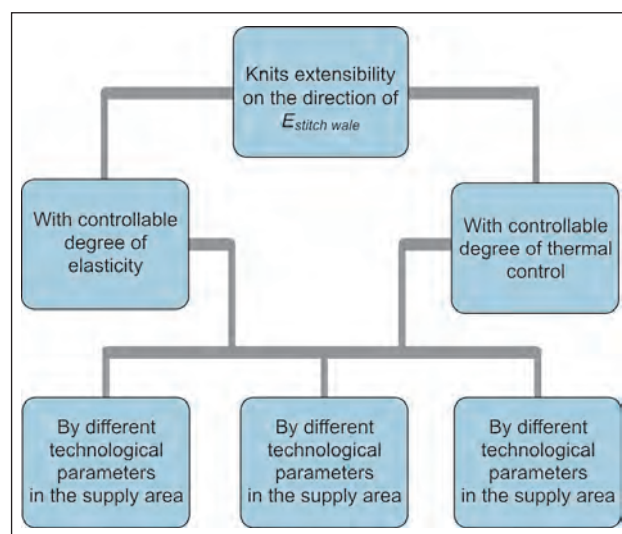 Knits extensibility
on the direction of
E stitch wale
With controllable
degree of
elasticity
With controllable
degree of thermal
control
By different
technological
parameters
in the supply area
By different
technological
parameters
in the supply area
By different
technological
parameters
in the supply area